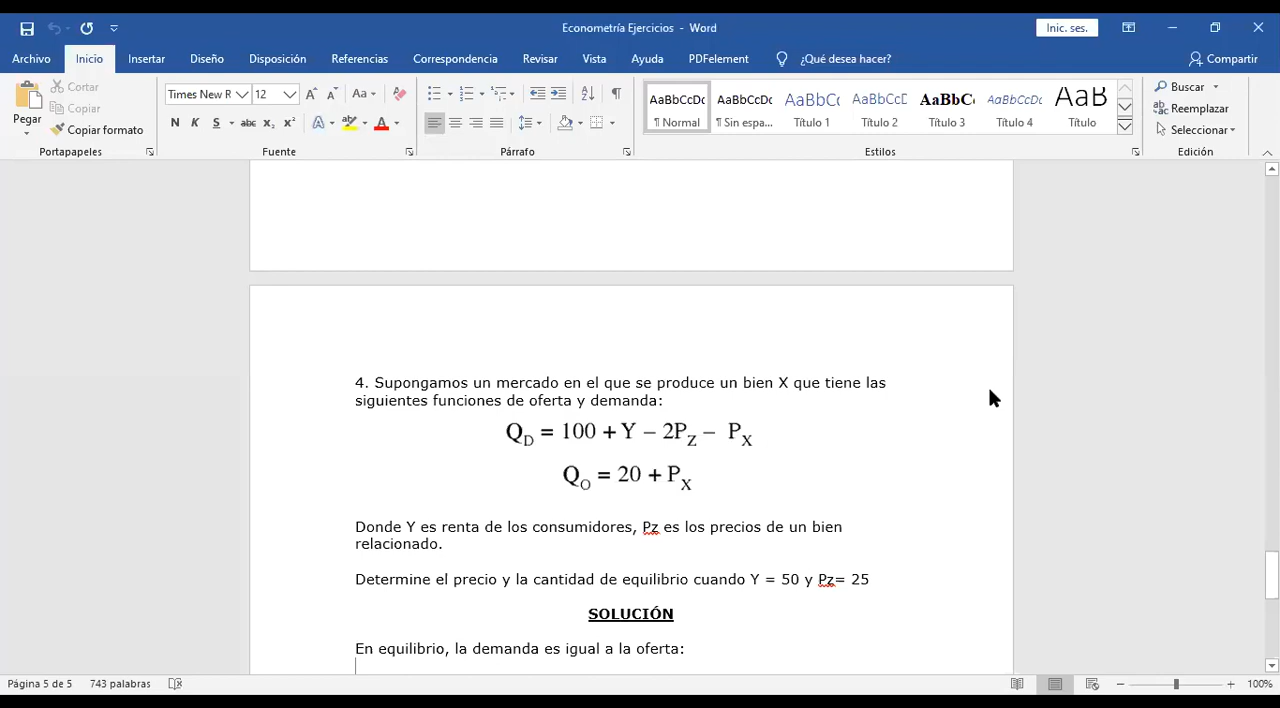 Econometría Ejercicios - Word
Inic. ses.
Archivo Inicio Insertar Diseño Disposición Referencias Correspondencia Revisar Vista Ayuda PDFelement ¿Qué desea hacer? Compartir
Pegar
Cortar
Copiar
Copiar formato
Portapapeles
Times New R 12
N K S abc x₂ x²
Fuente
Párrafo
AaBbCcDc AaBbCcDc AaBbC AaBbCcD AaBbC AaBbCcDc AaB
¶ Normal ¶ Sin espa... Título 1 Título 2 Título 3 Título 4 Título
Estilos
Buscar
Reemplazar
Seleccionar
Edición
4. Supongamos un mercado en el que se produce un bien X que tiene las
siguientes funciones de oferta y demanda:
Q_D = 100 + Y – 2P_Z – P_X
Q_O = 20 + P_X
Donde Y es renta de los consumidores, Pz es los precios de un bien
relacionado.
Determine el precio y la cantidad de equilibrio cuando Y = 50 y Pz= 25
SOLUCIÓN
En equilibrio, la demanda es igual a la oferta:
Página 5 de 5 743 palabras 100%